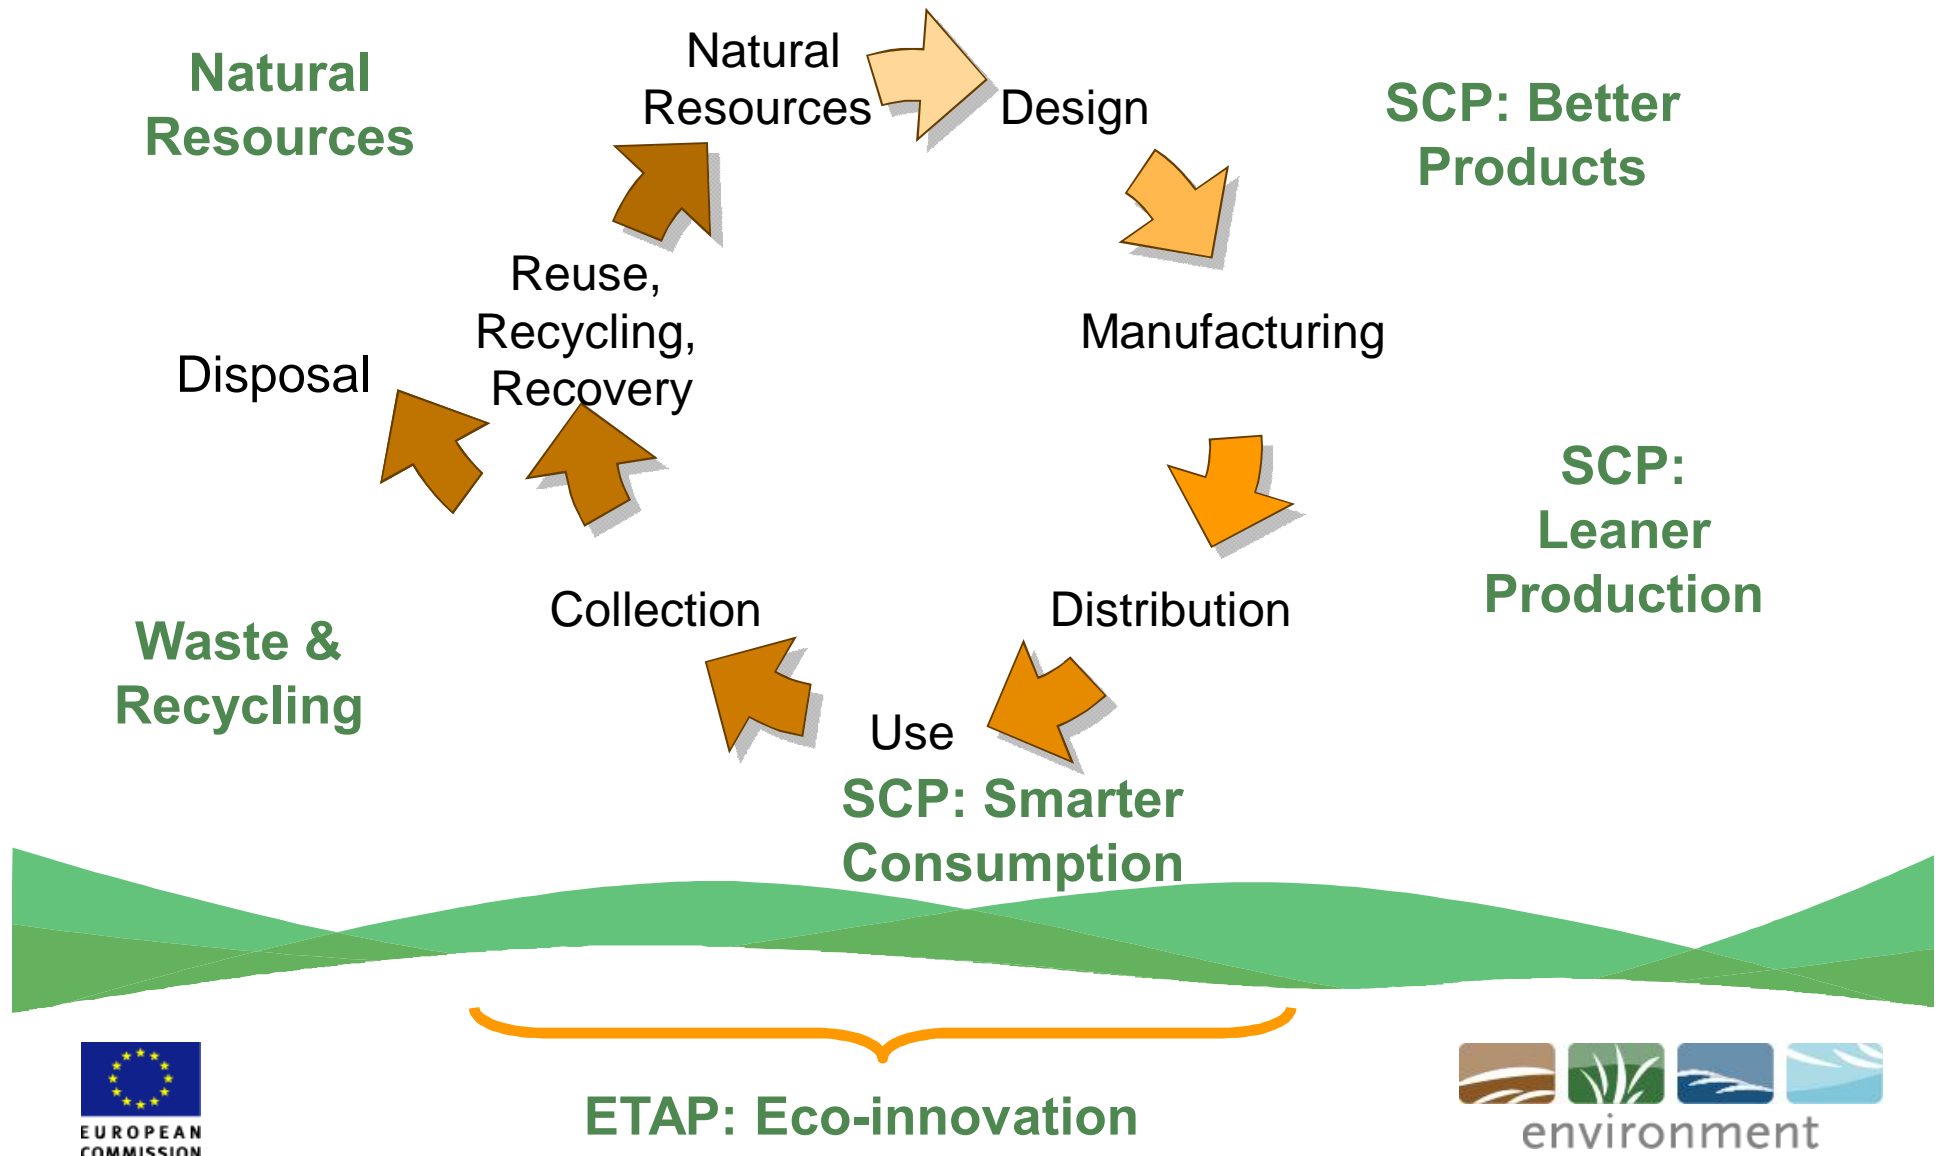 Natural
Resources
Natural
Resources
Design
SCP: Better
Products
Reuse,
Recycling,
Recovery
Disposal
Manufacturing
SCP:
Leaner
Production
Collection
Distribution
Waste &
Recycling
Use
SCP: Smarter
Consumption
ETAP: Eco-innovation
EUROPEAN
COMMISSION
environment